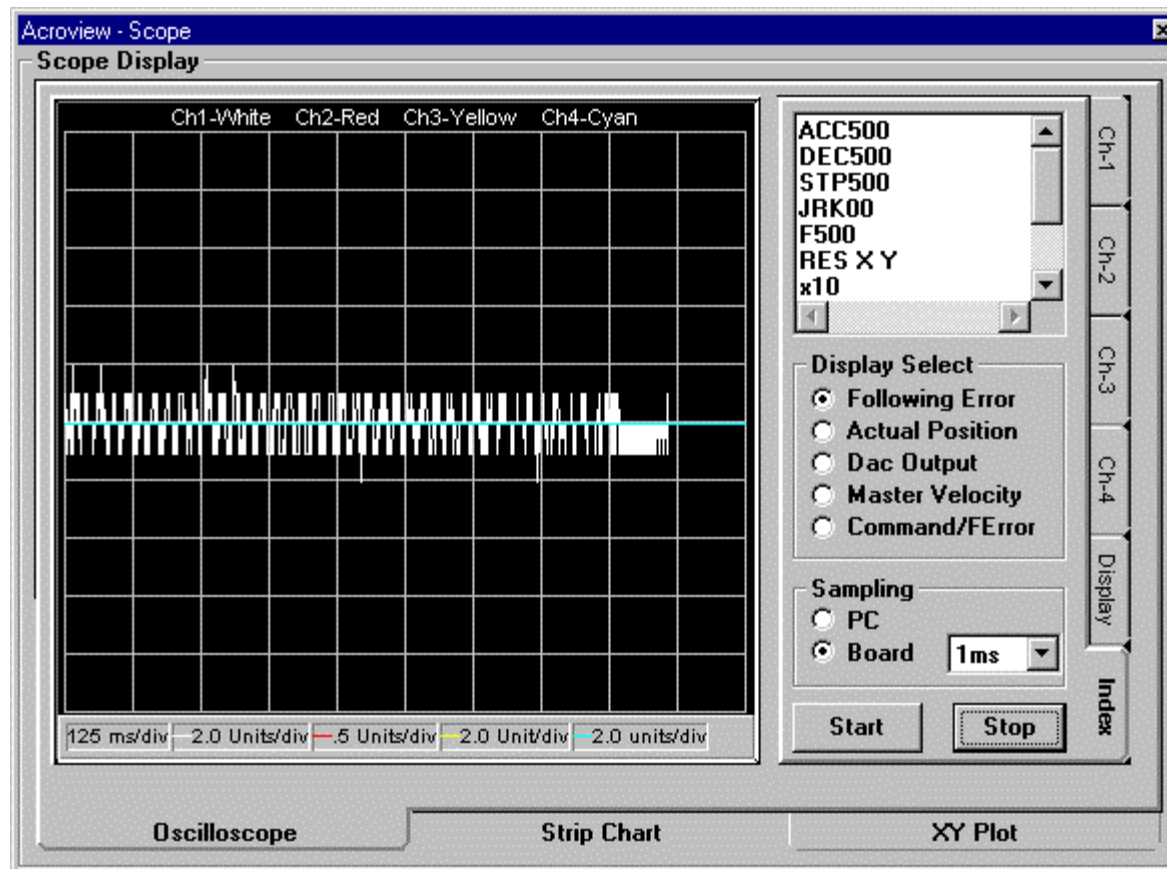 Acroview - Scope
Scope Display
Ch1-White Ch2-Red Ch3-Yellow Ch4-Cyan
125 ms/div 2.0 Units/div .5 Units/div 2.0 Unit/div 2.0 units/div
ACC500
DEC500
STP500
JRK00
F500
RES X Y
x10
Display Select
Following Error
Actual Position
Dac Output
Master Velocity
Command/FError
Sampling
PC
Board 1ms
Start Stop
Ch-1
Ch-2
Ch-3
Ch-4
Display
Index
Oscilloscope Strip Chart XY Plot